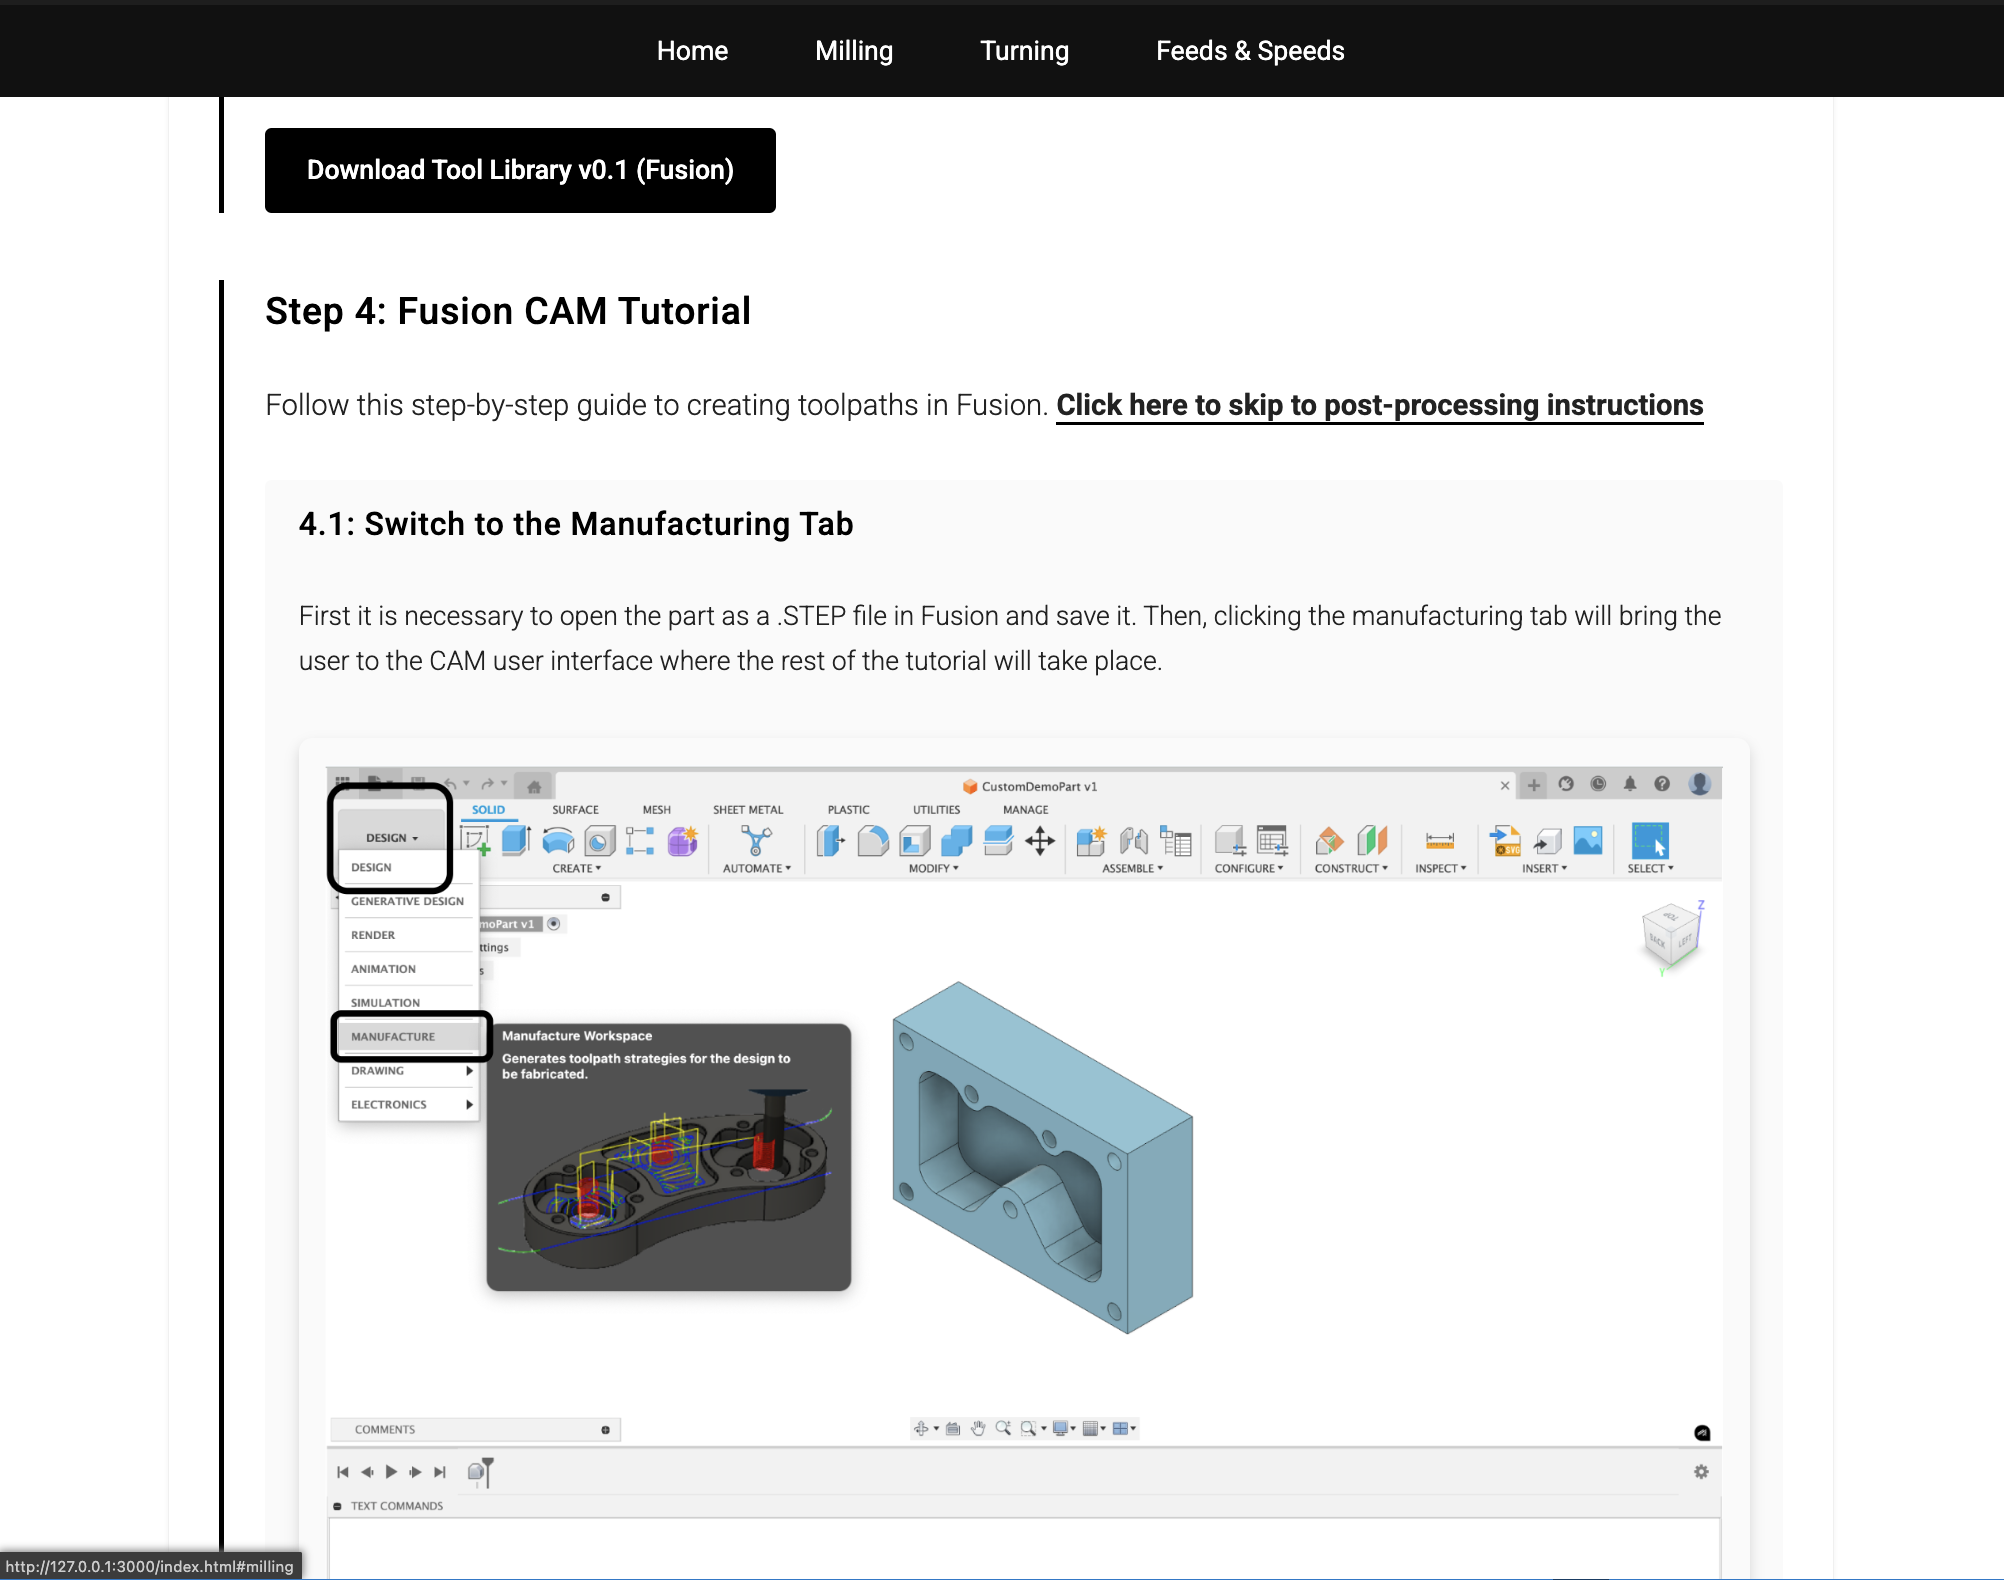 Home Milling Turning Feeds & Speeds
Download Tool Library v0.1 (Fusion)
Step 4: Fusion CAM Tutorial
Follow this step-by-step guide to creating toolpaths in Fusion. Click here to skip to post-processing instructions
4.1: Switch to the Manufacturing Tab
First it is necessary to open the part as a .STEP file in Fusion and save it. Then, clicking the manufacturing tab will bring the
user to the CAM user interface where the rest of the tutorial will take place.
CustomDemoPart v1
SOLID SURFACE MESH SHEET METAL PLASTIC UTILITIES MANAGE
DESIGN
CREATE AUTOMATE MODIFY ASSEMBLE CONFIGURE CONSTRUCT INSPECT INSERT SELECT
SVG
DESIGN
GENERATIVE DESIGN
moPart v1
RENDER
ttings
ANIMATION
s
SIMULATION
MANUFACTURE
DRAWING
ELECTRONICS
Manufacture Workspace
Generates toolpath strategies for the design to
be fabricated.
Z
TOP
BACK LEFT
Y
COMMENTS
TEXT COMMANDS
http://127.0.0.1:3000/index.html#milling